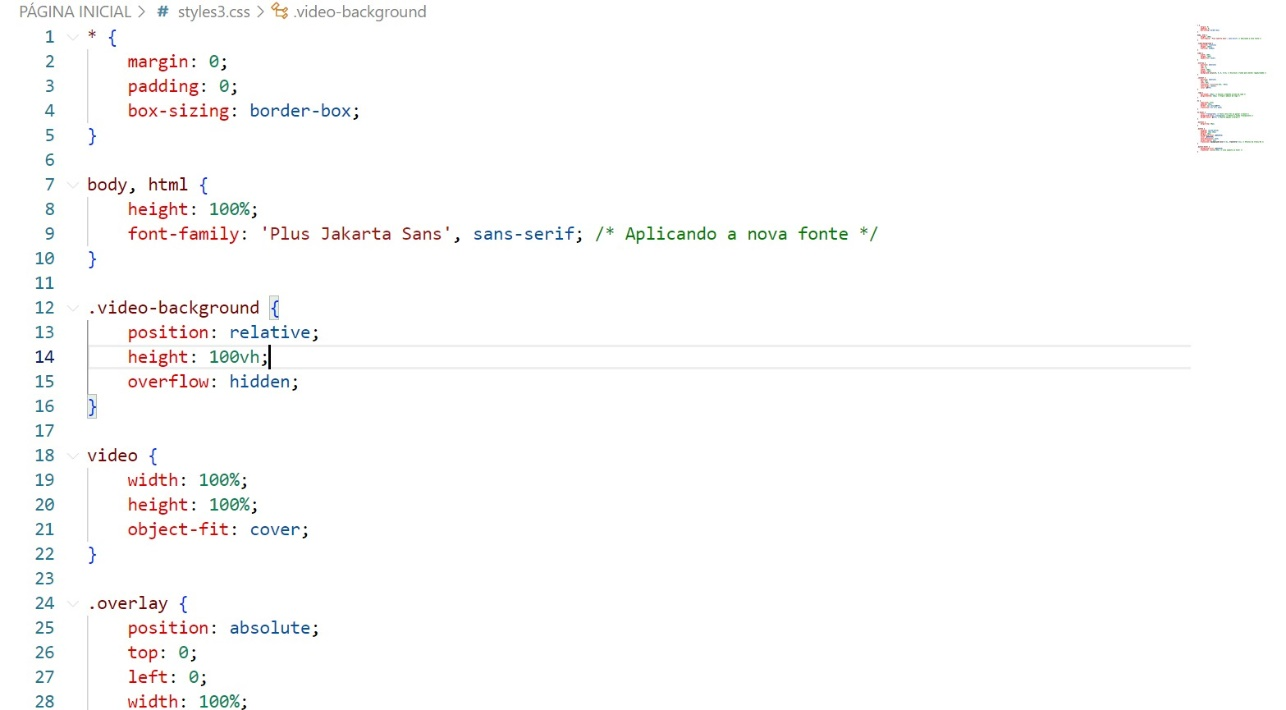 PÁGINA INICIAL > # styles3.css > .video-background
1 * {
2 margin: 0;
3 padding: 0;
4 box-sizing: border-box;
5 }
6
7 body, html {
8 height: 100%;
9 font-family: 'Plus Jakarta Sans', sans-serif; /* Aplicando a nova fonte */
10 }
11
12 .video-background {
13 position: relative;
14 height: 100vh;
15 overflow: hidden;
16 }
17
18 video {
19 width: 100%;
20 height: 100%;
21 object-fit: cover;
22 }
23
24 .overlay {
25 position: absolute;
26 top: 0;
27 left: 0;
28 width: 100%;